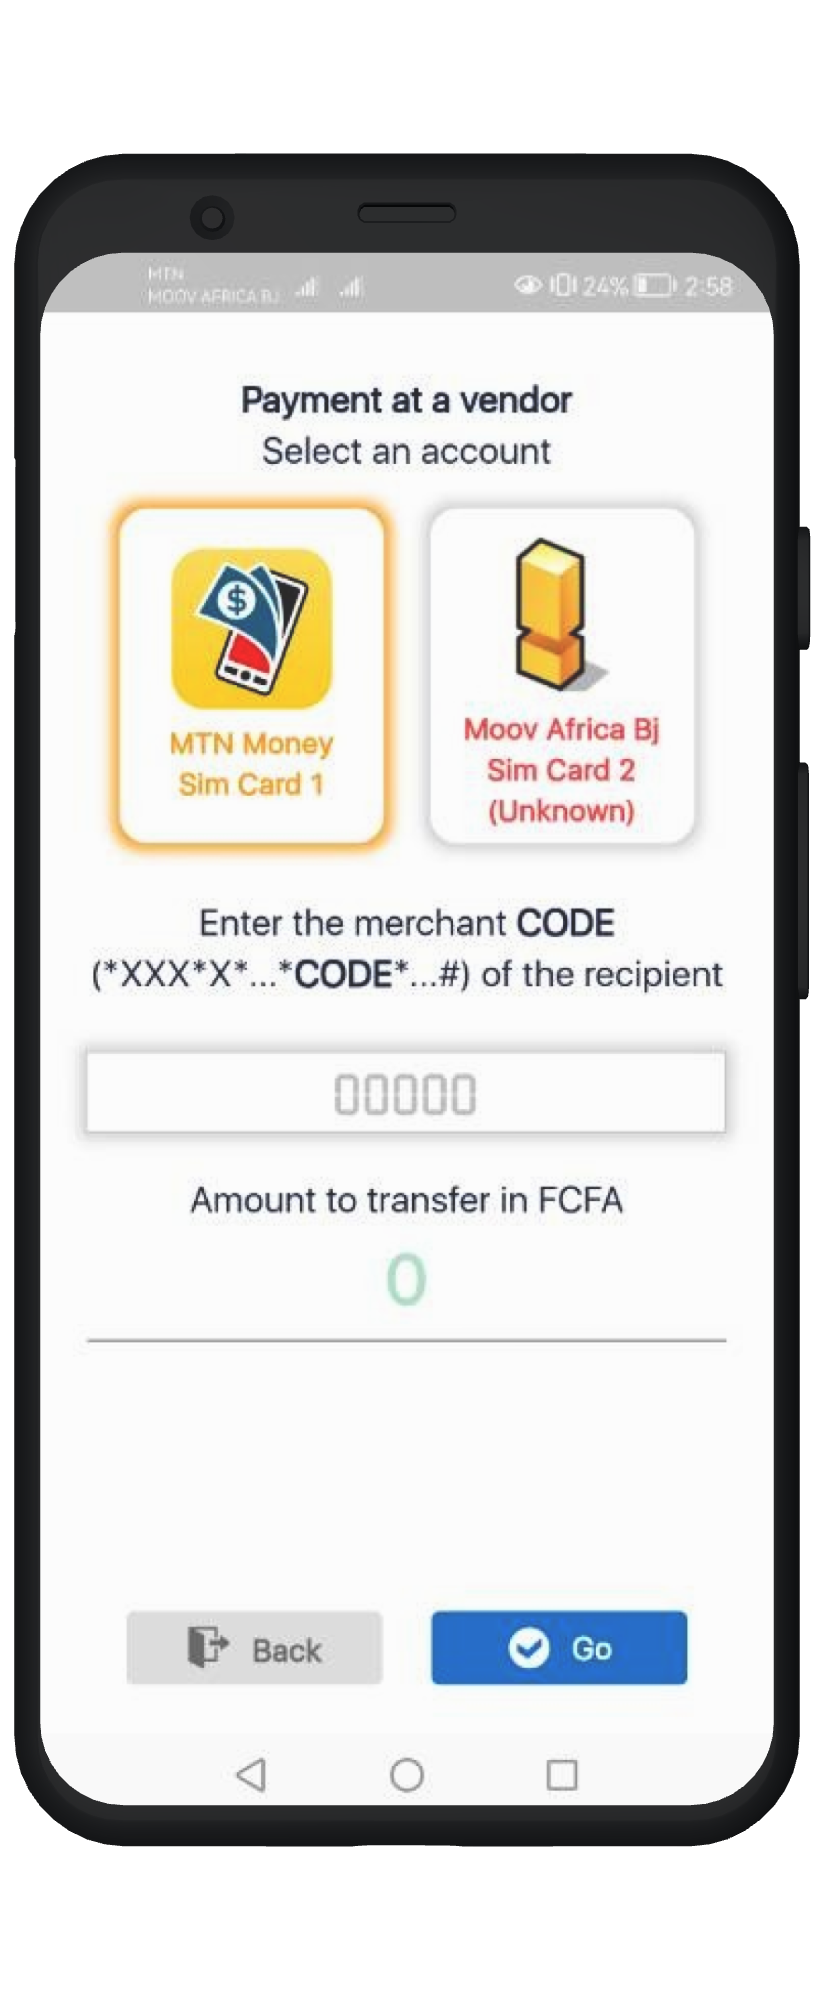 MTN
MOOV AFRICA BJ
24% 2:58
Payment at a vendor
Select an account
$
MTN Money
Sim Card 1
Moov Africa Bj
Sim Card 2
(Unknown)
Enter the merchant CODE
(*XXX*X*...*CODE*...#) of the recipient
00000
Amount to transfer in FCFA
0
Back
Go